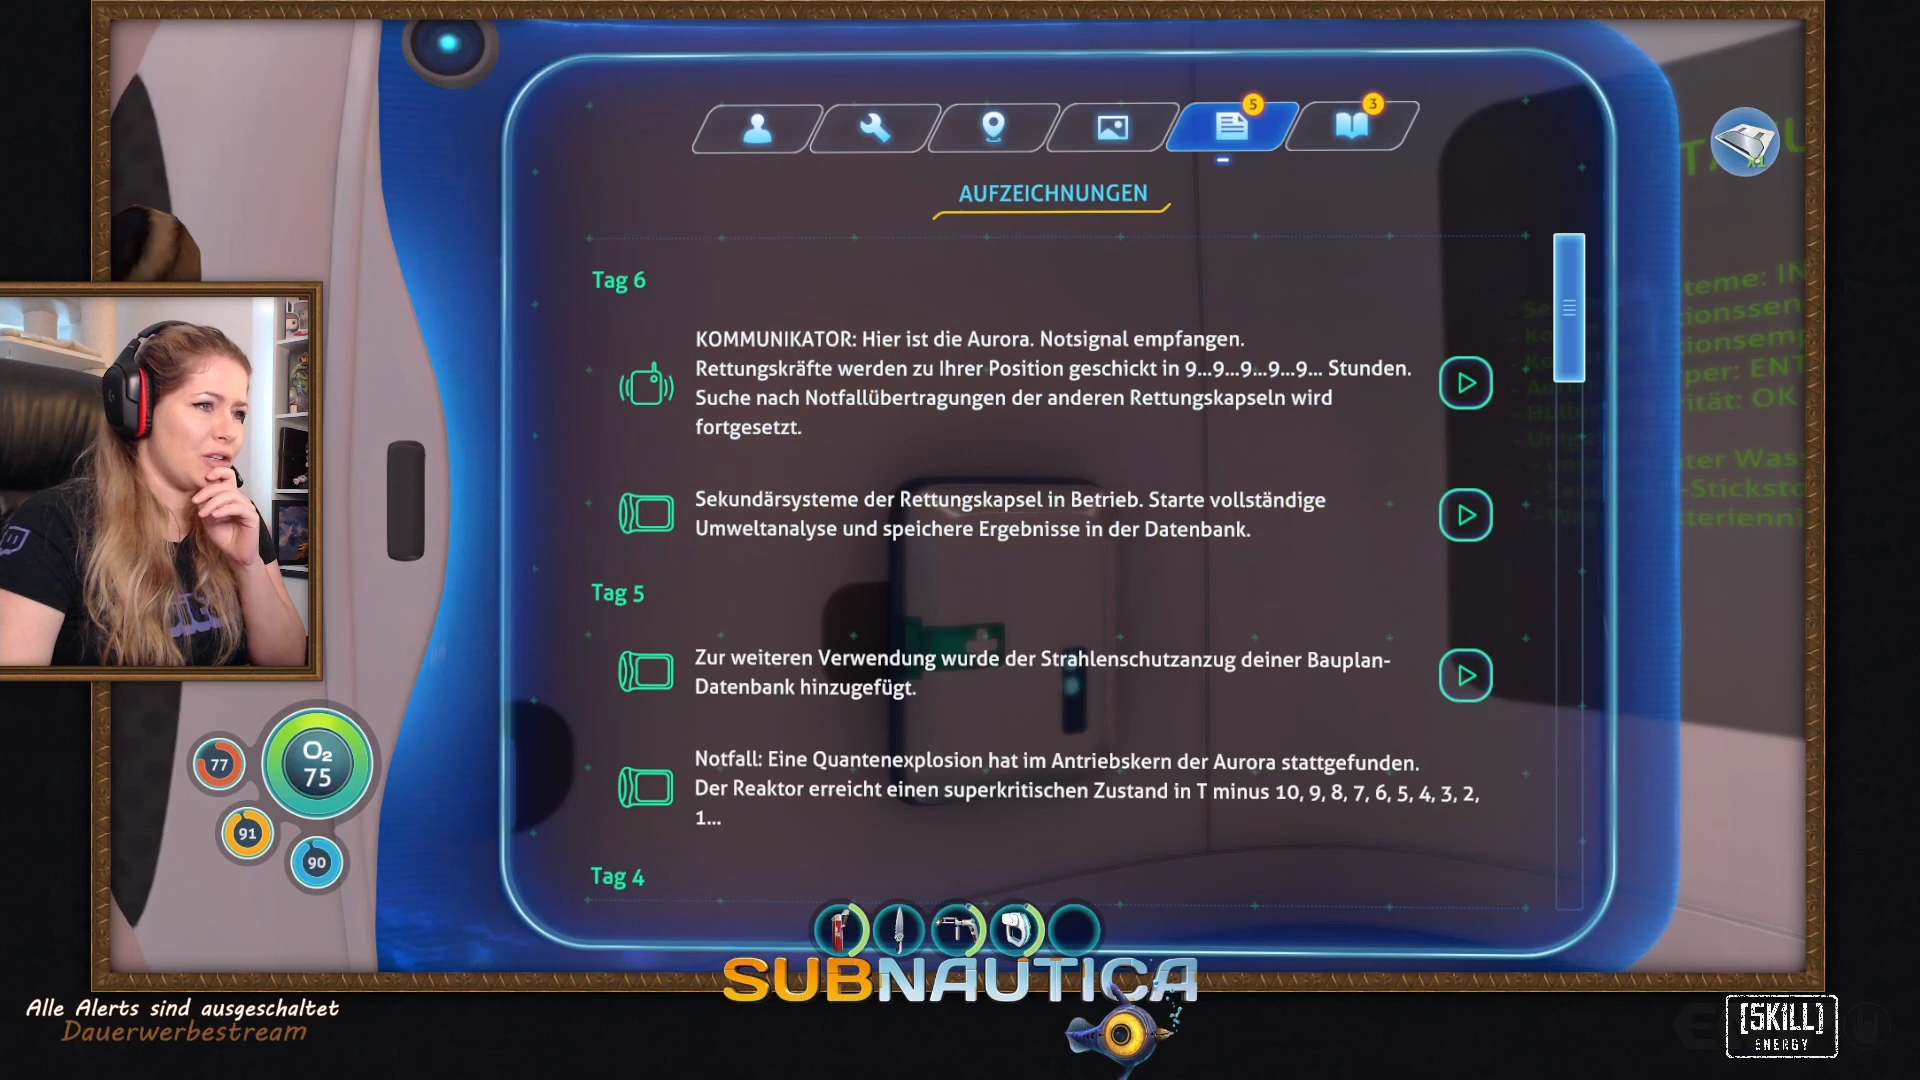 5
3
AUFZEICHNUNGEN
x1
Tag 6
KOMMUNIKATOR: Hier ist die Aurora. Notsignal empfangen.
Rettungskräfte werden zu Ihrer Position geschickt in 9...9...9...9...9... Stunden.
Suche nach Notfallübertragungen der anderen Rettungskapseln wird
fortgesetzt.
Sekundärsysteme der Rettungskapsel in Betrieb. Starte vollständige
Umweltanalyse und speichere Ergebnisse in der Datenbank.
Tag 5
Zur weiteren Verwendung wurde der Strahlenschutzanzug deiner Bauplan-
Datenbank hinzugefügt.
Notfall: Eine Quantenexplosion hat im Antriebskern der Aurora stattgefunden.
Der Reaktor erreicht einen superkritischen Zustand in T minus 10, 9, 8, 7, 6, 5, 4, 3, 2,
1...
Tag 4
77
O₂
75
91
90
SUBNAUTICA
Alle Alerts sind ausgeschaltet
Dauerwerbestream
[SKILL]
ENERGY